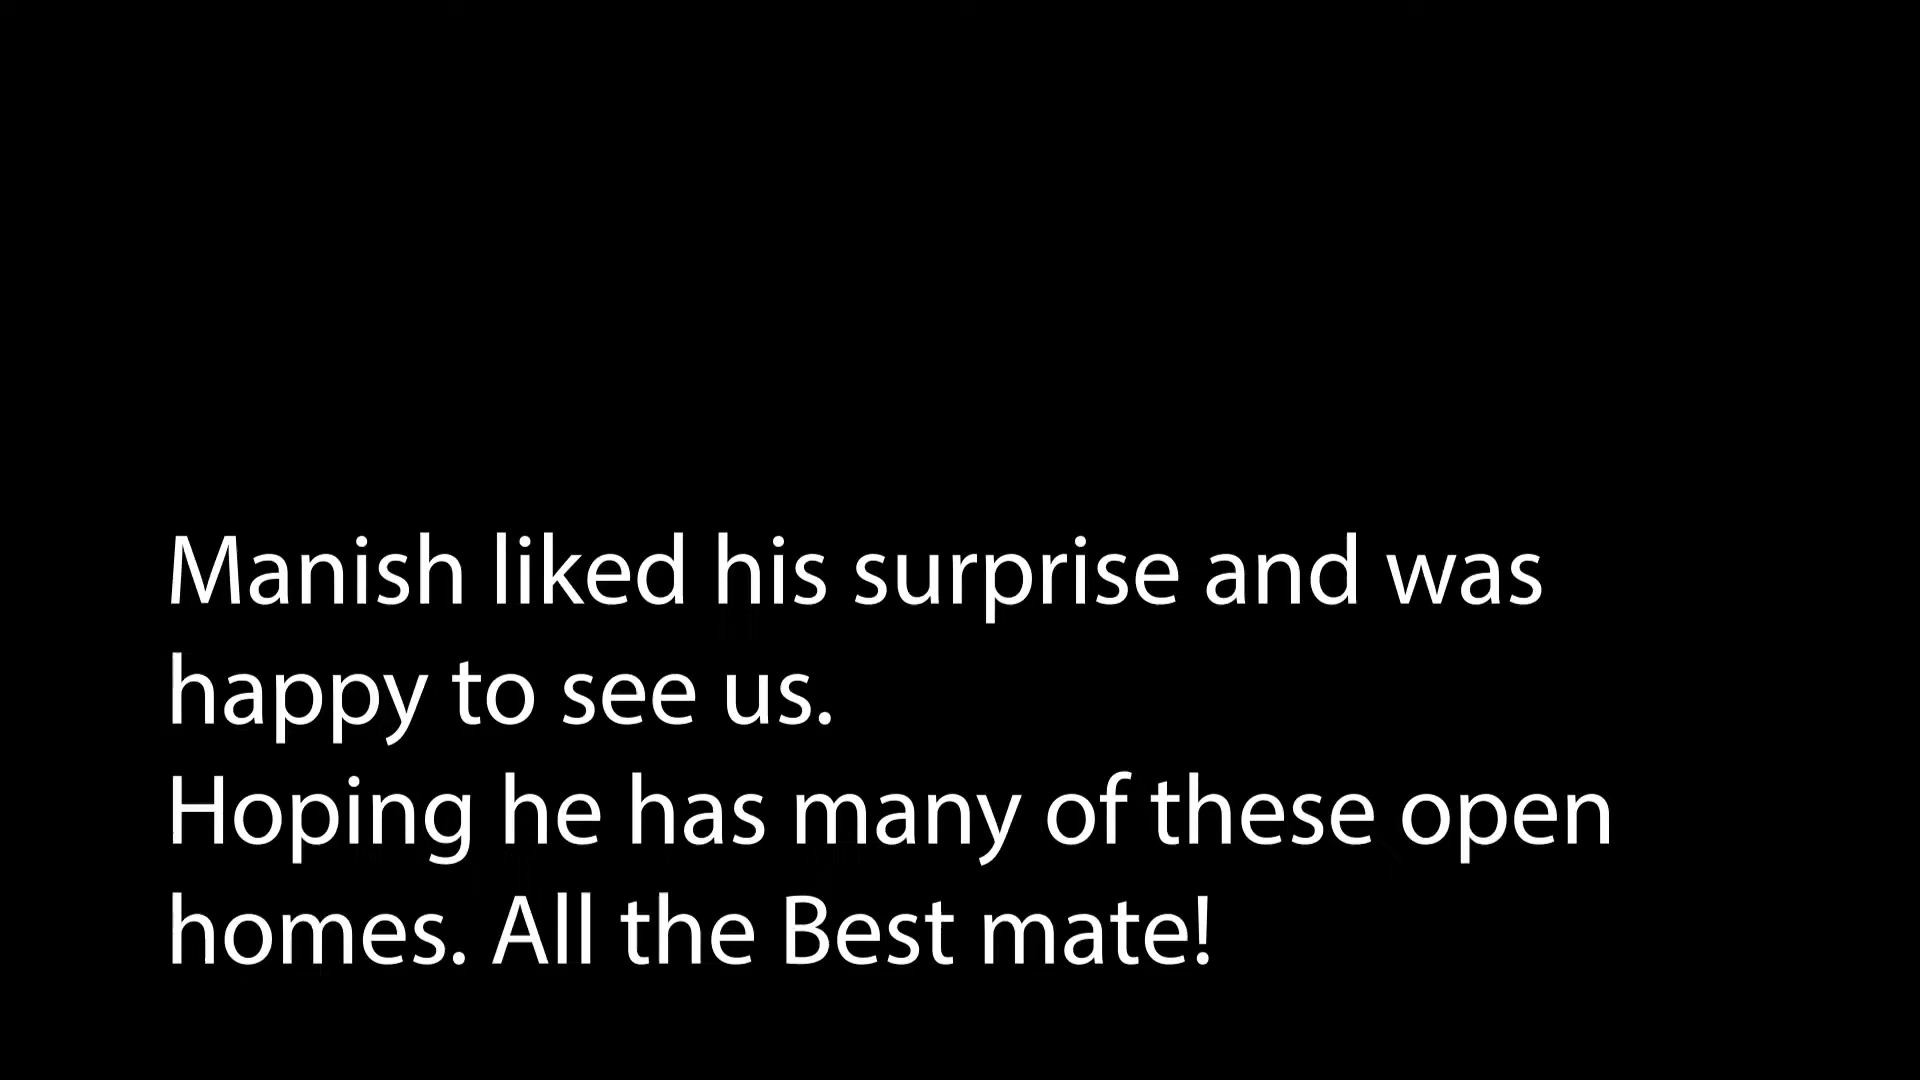 Manish liked his surprise and was
happy to see us.
Hoping he has many of these open
homes. All the Best mate!